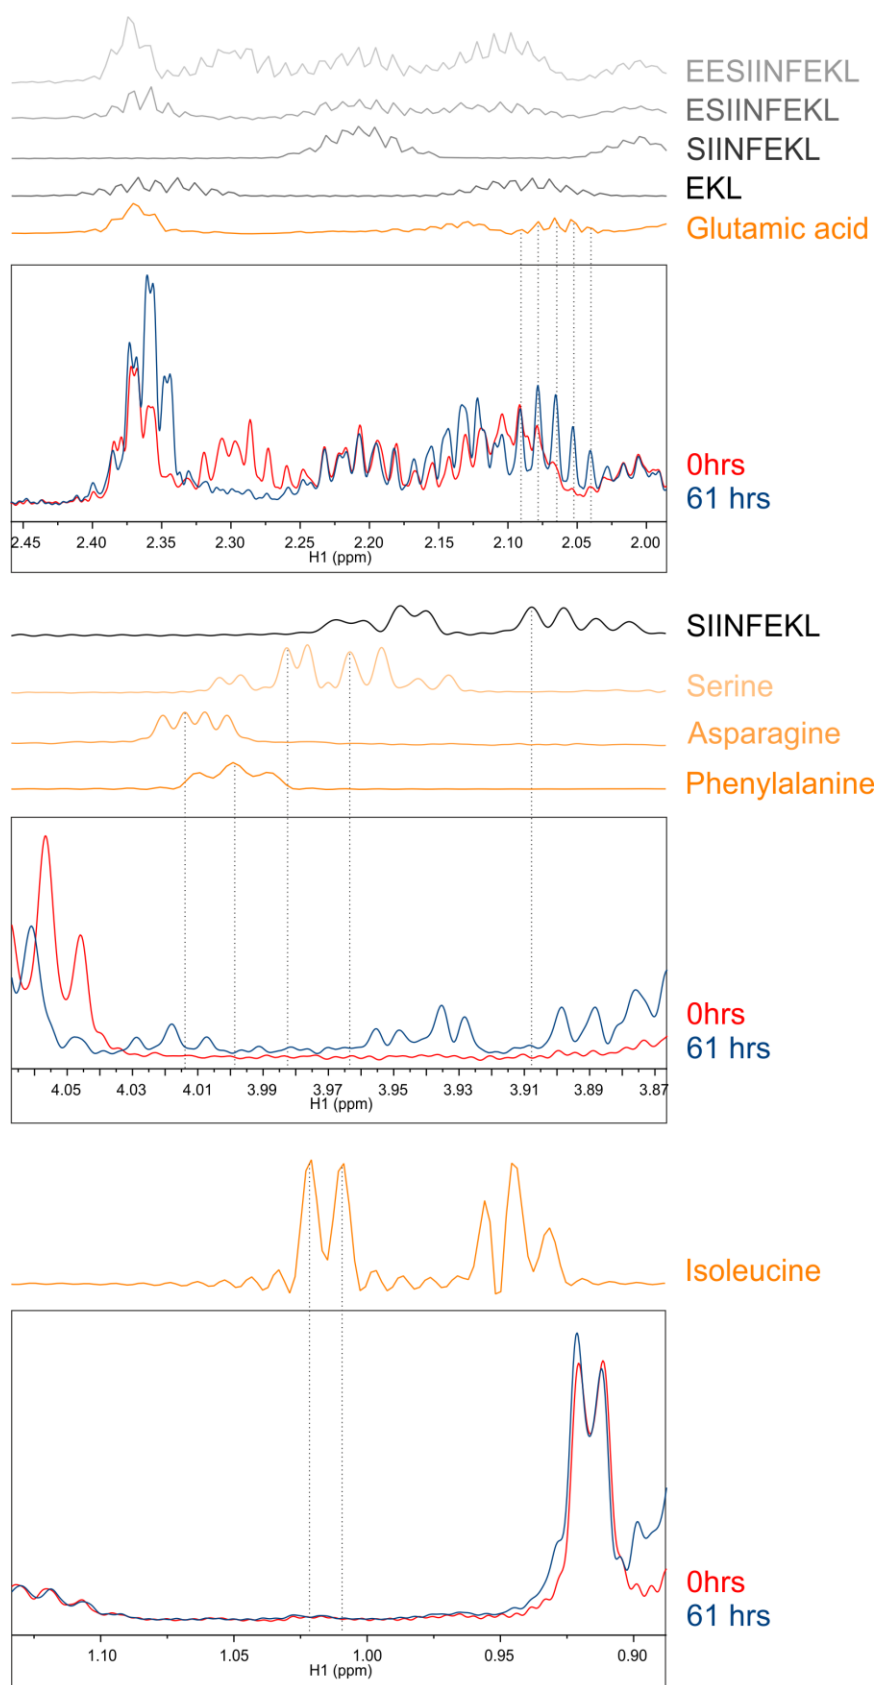 EESIINFEKL
ESIINFEKL
SIINFEKL
EKL
Glutamic acid
0hrs
61 hrs
2.45 2.40 2.35 2.30 2.25 2.20 2.15 2.10 2.05 2.00
H1 (ppm)
SIINFEKL
Serine
Asparagine
Phenylalanine
0hrs
61 hrs
4.05 4.03 4.01 3.99 3.97 3.95 3.93 3.91 3.89 3.87
H1 (ppm)
Isoleucine
0hrs
61 hrs
1.10 1.05 1.00 0.95 0.90
H1 (ppm)